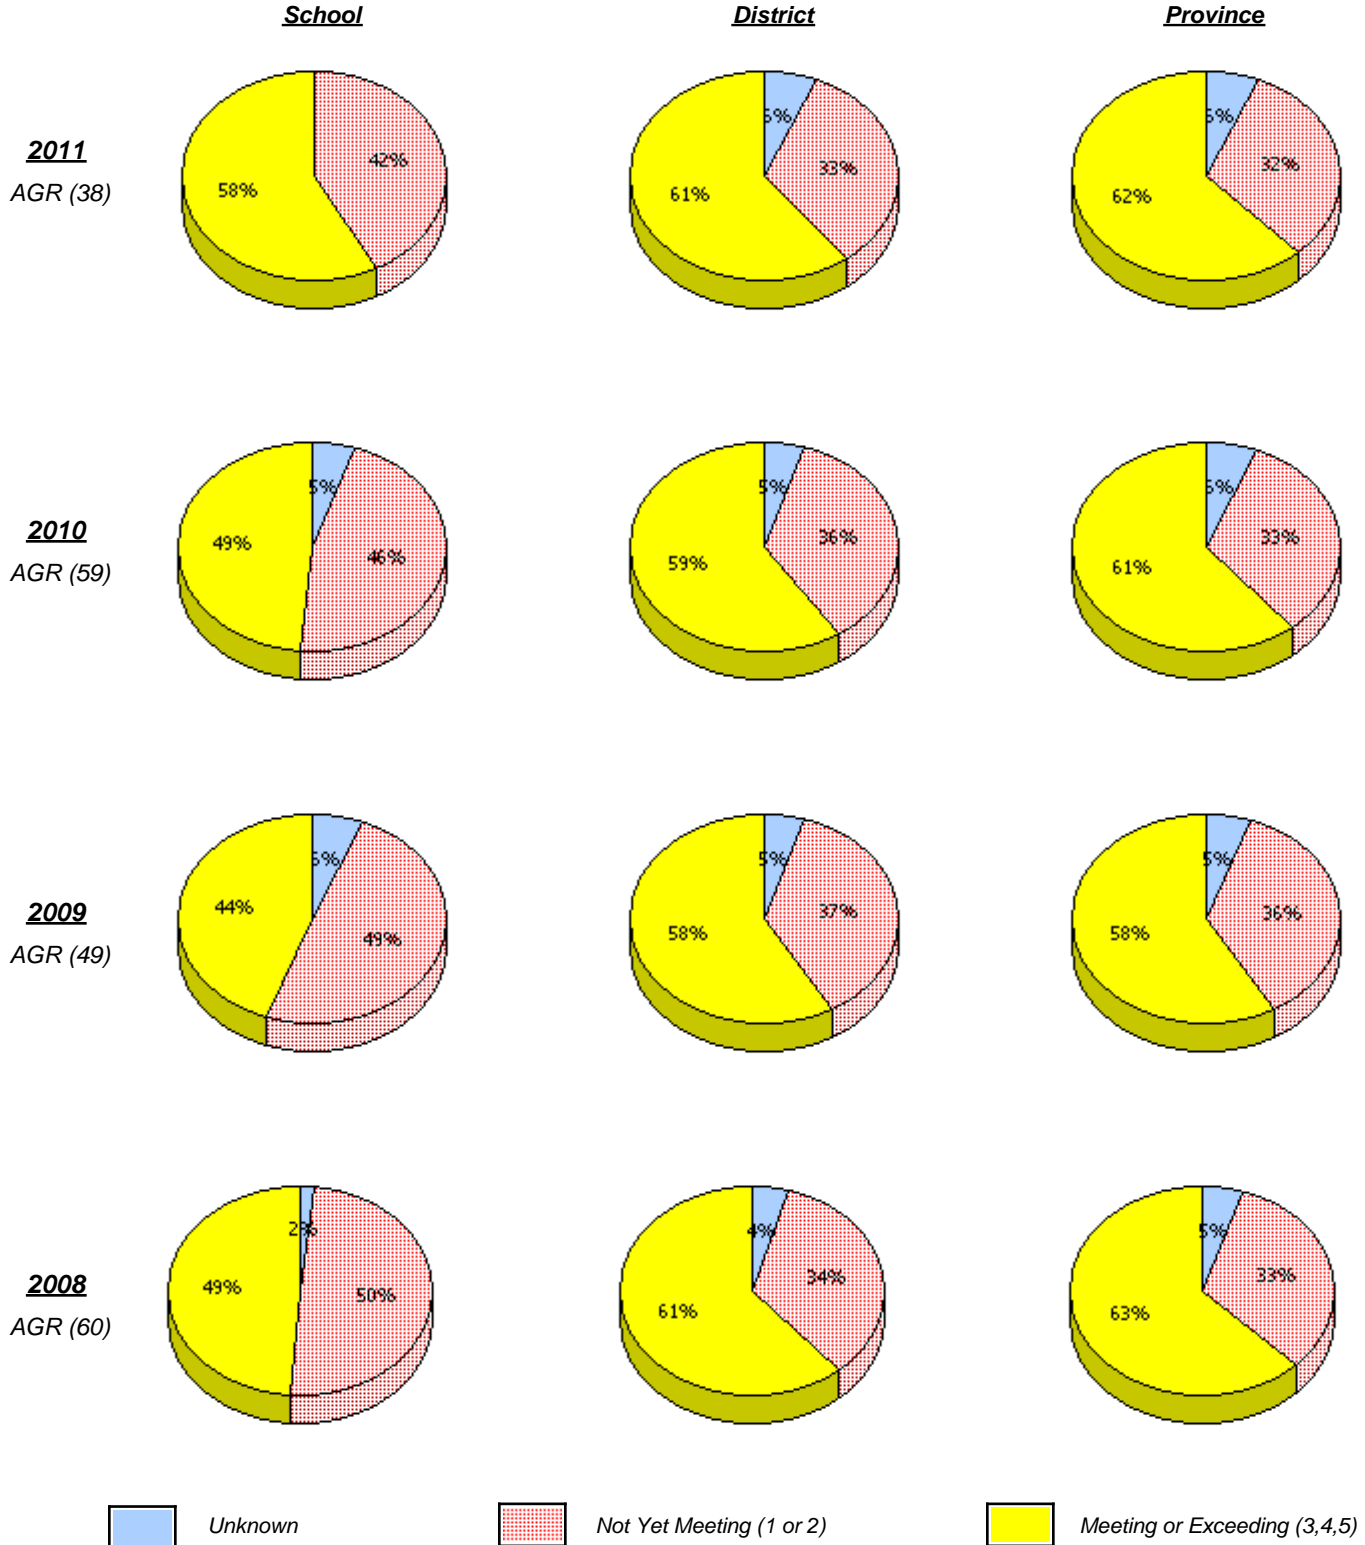 School District Province
6% 6%
2011 42% 33% 32%
AGR (38) 58% 61% 62%
5% 5% 6%
2010 49% 46% 59% 36% 61% 33%
AGR (59)
6% 5% 5%
2009 44% 49% 58% 37% 58% 36%
AGR (49)
2% 4% 5%
2008 49% 50% 61% 34% 63% 33%
AGR (60)
Unknown Not Yet Meeting (1 or 2) Meeting or Exceeding (3,4,5)